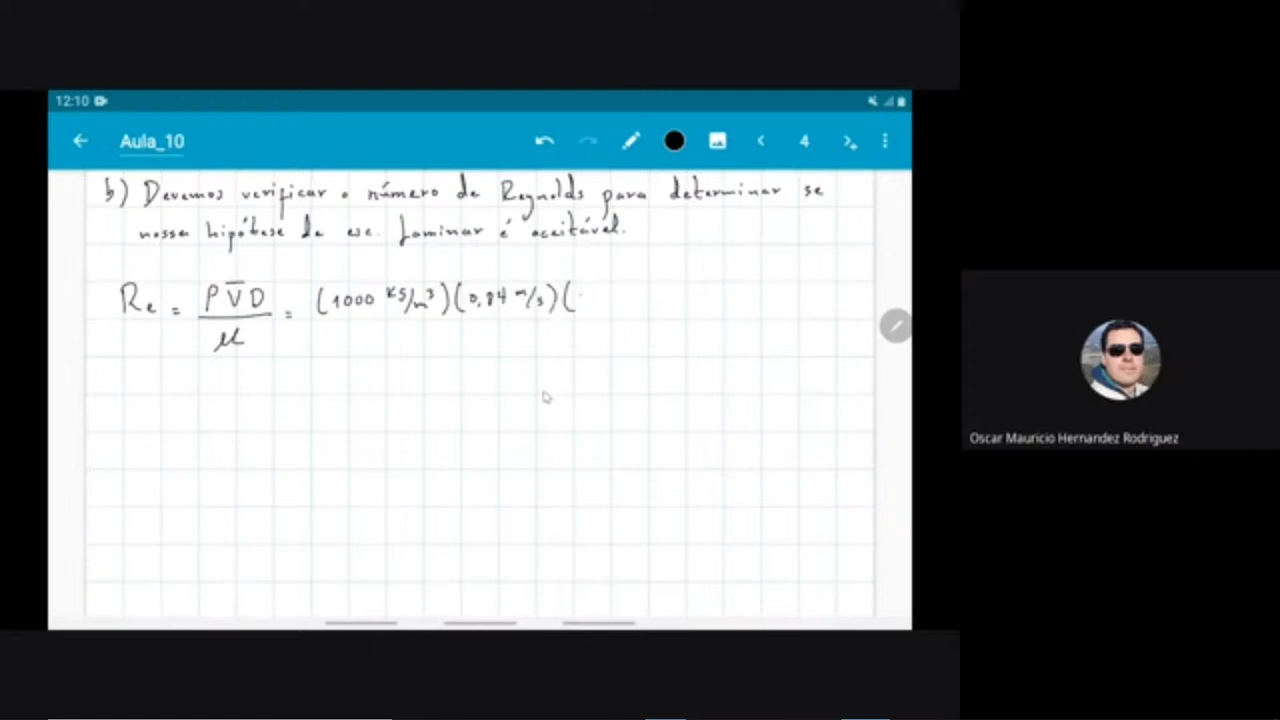 12:10
Aula_10
4
b) Devemos verificar o número de Reynolds para determinar se
nossa hipótese de esc. Laminar é aceitável.
Re = ρ V̄ D / μ = (1000 kg/m³)(0,84 m/s)(
Oscar Mauricio Hernandez Rodriguez